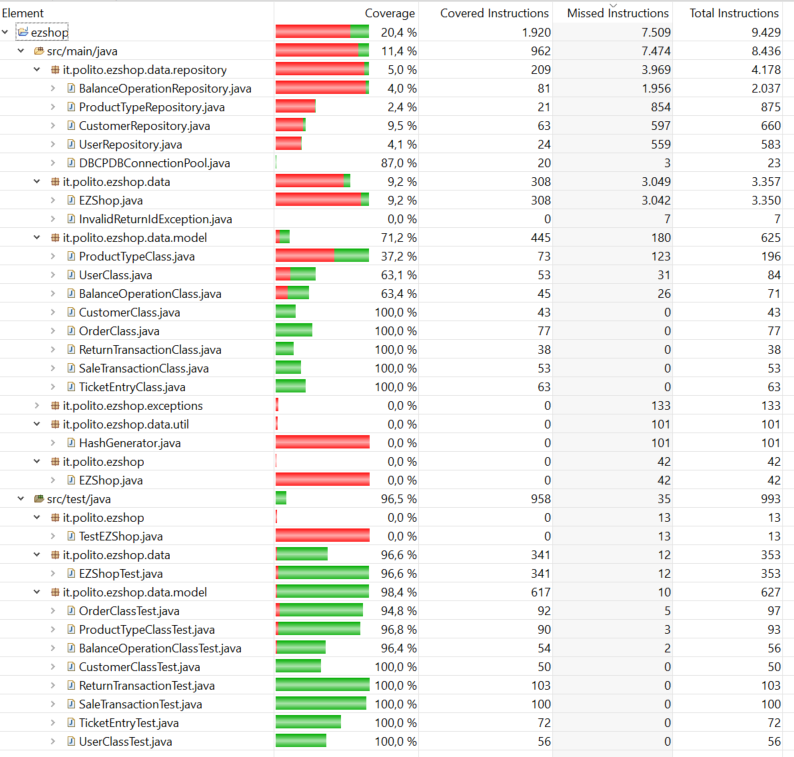 Element Coverage Covered Instructions Missed Instructions Total Instructions
ezshop 20,4 % 1.920 7.509 9.429
src/main/java 11,4 % 962 7.474 8.436
it.polito.ezshop.data.repository 5,0 % 209 3.969 4.178
BalanceOperationRepository.java 4,0 % 81 1.956 2.037
ProductTypeRepository.java 2,4 % 21 854 875
CustomerRepository.java 9,5 % 63 597 660
UserRepository.java 4,1 % 24 559 583
DBCPDBConnectionPool.java 87,0 % 20 3 23
it.polito.ezshop.data 9,2 % 308 3.049 3.357
EZShop.java 9,2 % 308 3.042 3.350
InvalidReturnIdException.java 0,0 % 0 7 7
it.polito.ezshop.data.model 71,2 % 445 180 625
ProductTypeClass.java 37,2 % 73 123 196
UserClass.java 63,1 % 53 31 84
BalanceOperationClass.java 63,4 % 45 26 71
CustomerClass.java 100,0 % 43 0 43
OrderClass.java 100,0 % 77 0 77
ReturnTransactionClass.java 100,0 % 38 0 38
SaleTransactionClass.java 100,0 % 53 0 53
TicketEntryClass.java 100,0 % 63 0 63
it.polito.ezshop.exceptions 0,0 % 0 133 133
it.polito.ezshop.data.util 0,0 % 0 101 101
HashGenerator.java 0,0 % 0 101 101
it.polito.ezshop 0,0 % 0 42 42
EZShop.java 0,0 % 0 42 42
src/test/java 96,5 % 958 35 993
it.polito.ezshop 0,0 % 0 13 13
TestEZShop.java 0,0 % 0 13 13
it.polito.ezshop.data 96,6 % 341 12 353
EZShopTest.java 96,6 % 341 12 353
it.polito.ezshop.data.model 98,4 % 617 10 627
OrderClassTest.java 94,8 % 92 5 97
ProductTypeClassTest.java 96,8 % 90 3 93
BalanceOperationClassTest.java 96,4 % 54 2 56
CustomerClassTest.java 100,0 % 50 0 50
ReturnTransactionTest.java 100,0 % 103 0 103
SaleTransactionTest.java 100,0 % 100 0 100
TicketEntryTest.java 100,0 % 72 0 72
UserClassTest.java 100,0 % 56 0 56